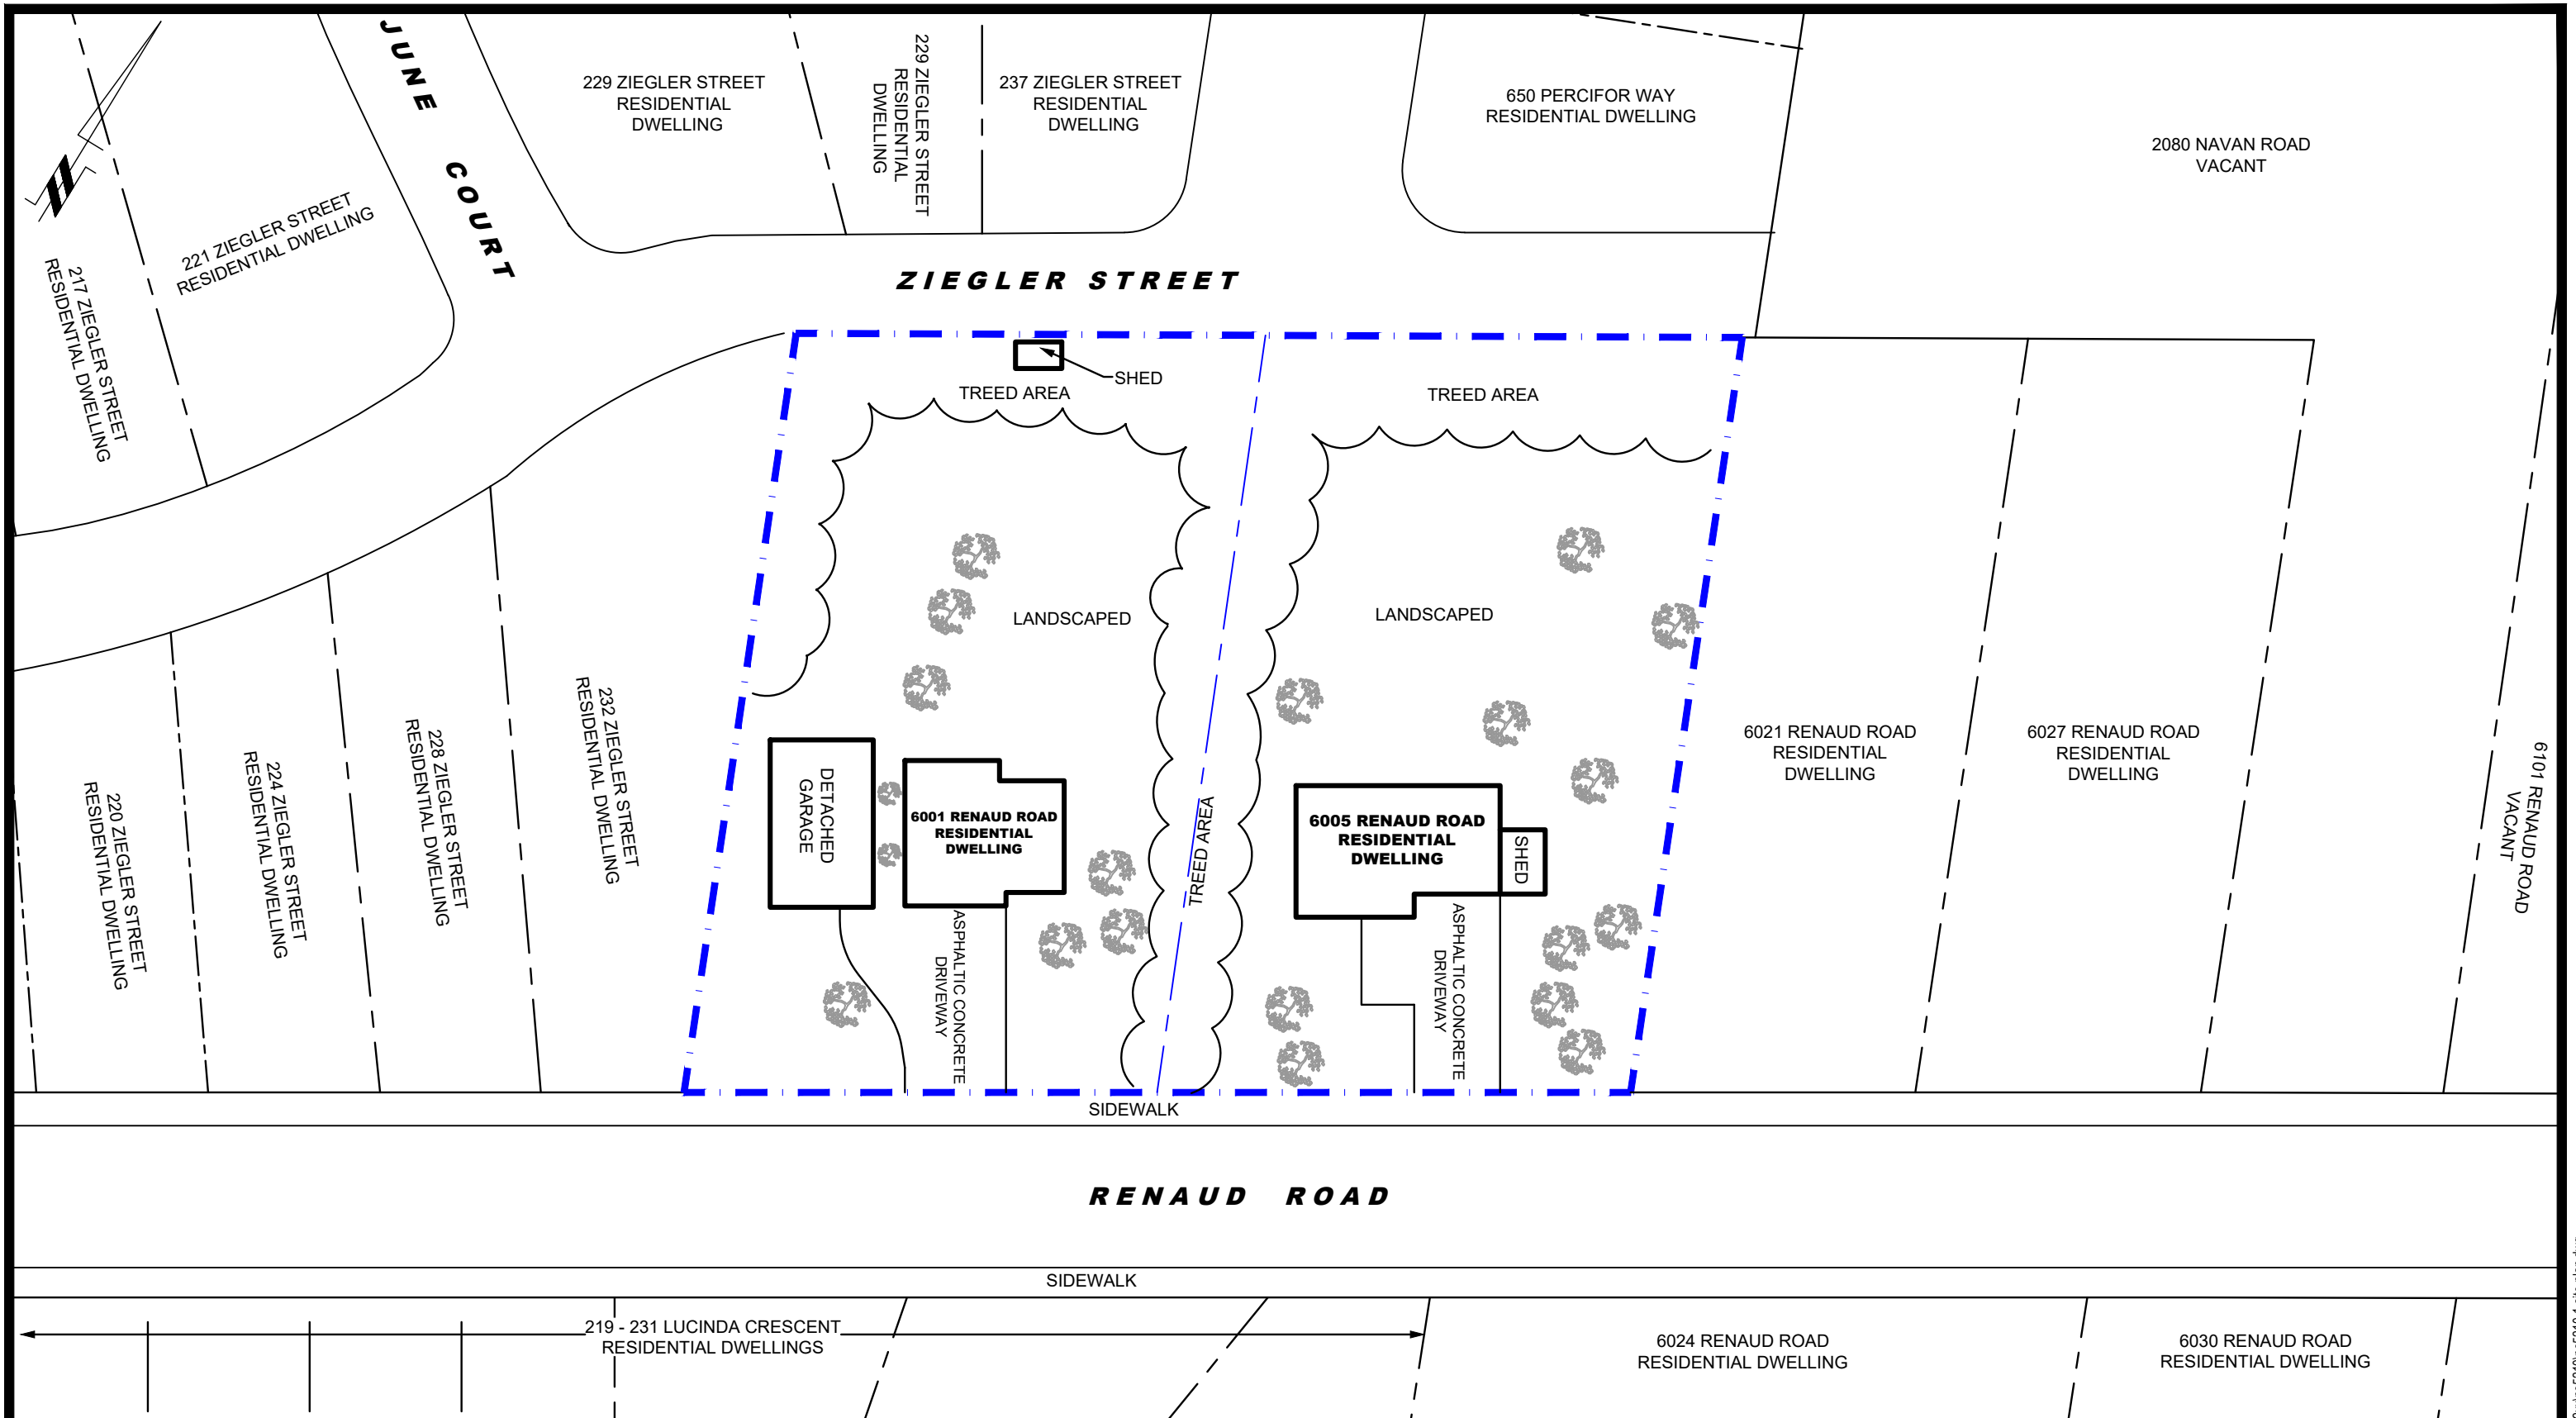 JUNE COURT
229 ZIEGLER STREET
RESIDENTIAL
DWELLING
229 ZIEGLER STREET
RESIDENTIAL
DWELLING
237 ZIEGLER STREET
RESIDENTIAL
DWELLING
650 PERCIFOR WAY
RESIDENTIAL DWELLING
2080 NAVAN ROAD
VACANT
221 ZIEGLER STREET
RESIDENTIAL DWELLING
217 ZIEGLER STREET
RESIDENTIAL DWELLING
ZIEGLER STREET
SHED
TREED AREA
TREED AREA
LANDSCAPED
LANDSCAPED
232 ZIEGLER STREET
RESIDENTIAL DWELLING
228 ZIEGLER STREET
RESIDENTIAL DWELLING
224 ZIEGLER STREET
RESIDENTIAL DWELLING
220 ZIEGLER STREET
RESIDENTIAL DWELLING
DETACHED
GARAGE
6001 RENAUD ROAD
RESIDENTIAL
DWELLING
TREED AREA
6005 RENAUD ROAD
RESIDENTIAL
DWELLING
SHED
6021 RENAUD ROAD
RESIDENTIAL
DWELLING
6027 RENAUD ROAD
RESIDENTIAL
DWELLING
6101 RENAUD ROAD
VACANT
ASPHALTIC CONCRETE
DRIVEWAY
ASPHALTIC CONCRETE
DRIVEWAY
SIDEWALK
RENAUD ROAD
SIDEWALK
219 - 231 LUCINDA CRESCENT
RESIDENTIAL DWELLINGS
6024 RENAUD ROAD
RESIDENTIAL DWELLING
6030 RENAUD ROAD
RESIDENTIAL DWELLING